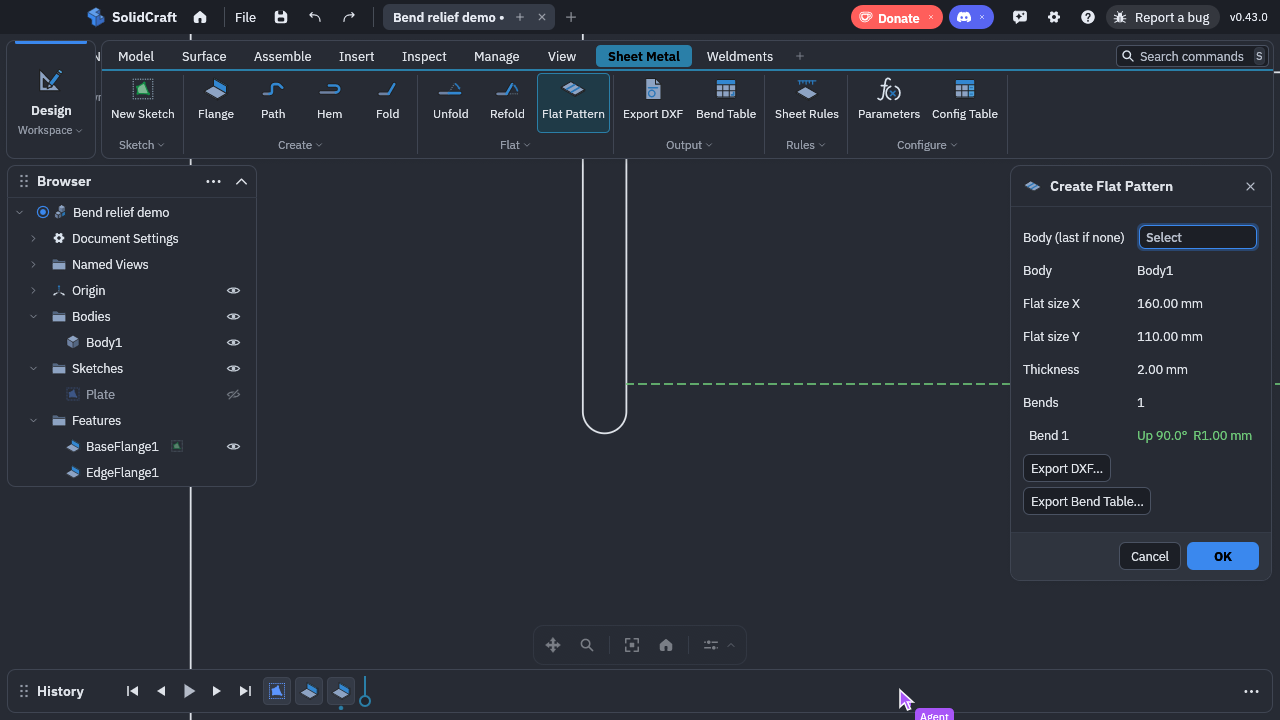 SolidCraft
File
Bend relief demo •
Donate
Report a bug
v0.43.0
Design
Workspace
Model
Surface
Assemble
Insert
Inspect
Manage
View
Sheet Metal
Weldments
Search commands
S
New Sketch
Flange
Path
Hem
Fold
Unfold
Refold
Flat Pattern
Export DXF
Bend Table
Sheet Rules
Parameters
Config Table
Sketch
Create
Flat
Output
Rules
Configure
Browser
Bend relief demo
Document Settings
Named Views
Origin
Bodies
Body1
Sketches
Plate
Features
BaseFlange1
EdgeFlange1
Create Flat Pattern
Body (last if none) Select
Body Body1
Flat size X 160.00 mm
Flat size Y 110.00 mm
Thickness 2.00 mm
Bends 1
Bend 1 Up 90.0° R1.00 mm
Export DXF...
Export Bend Table...
Cancel
OK
History
Agent